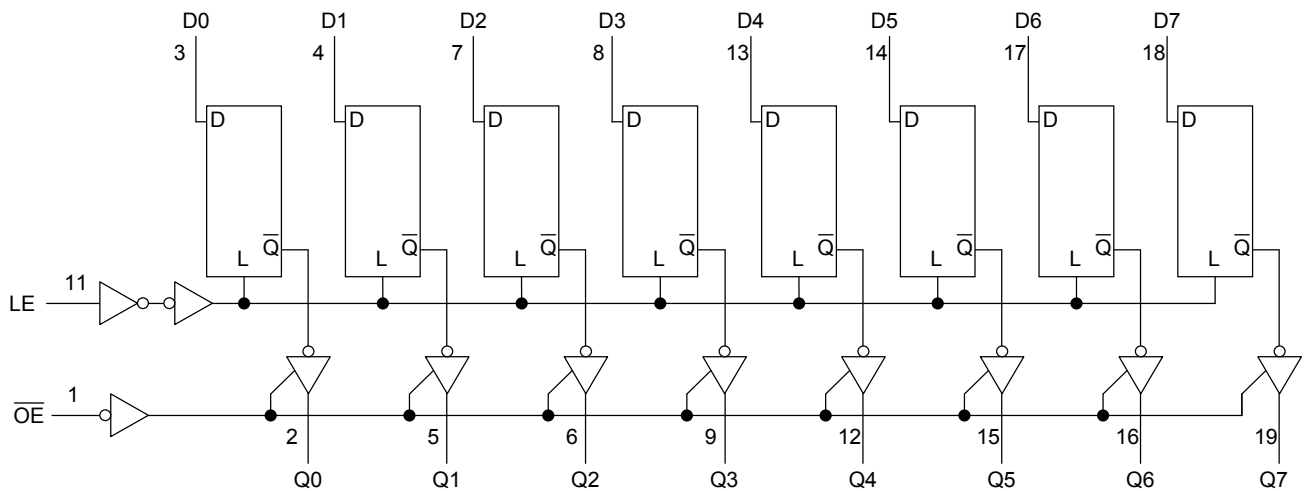 D0 D1 D2 D3 D4 D5 D6 D7
3 4 7 8 13 14 17 18
D D D D D D D D
Q̅ Q̅ Q̅ Q̅ Q̅ Q̅ Q̅ Q̅
L L L L L L L L
LE 11
O̅E̅ 1
2 5 6 9 12 15 16 19
Q0 Q1 Q2 Q3 Q4 Q5 Q6 Q7